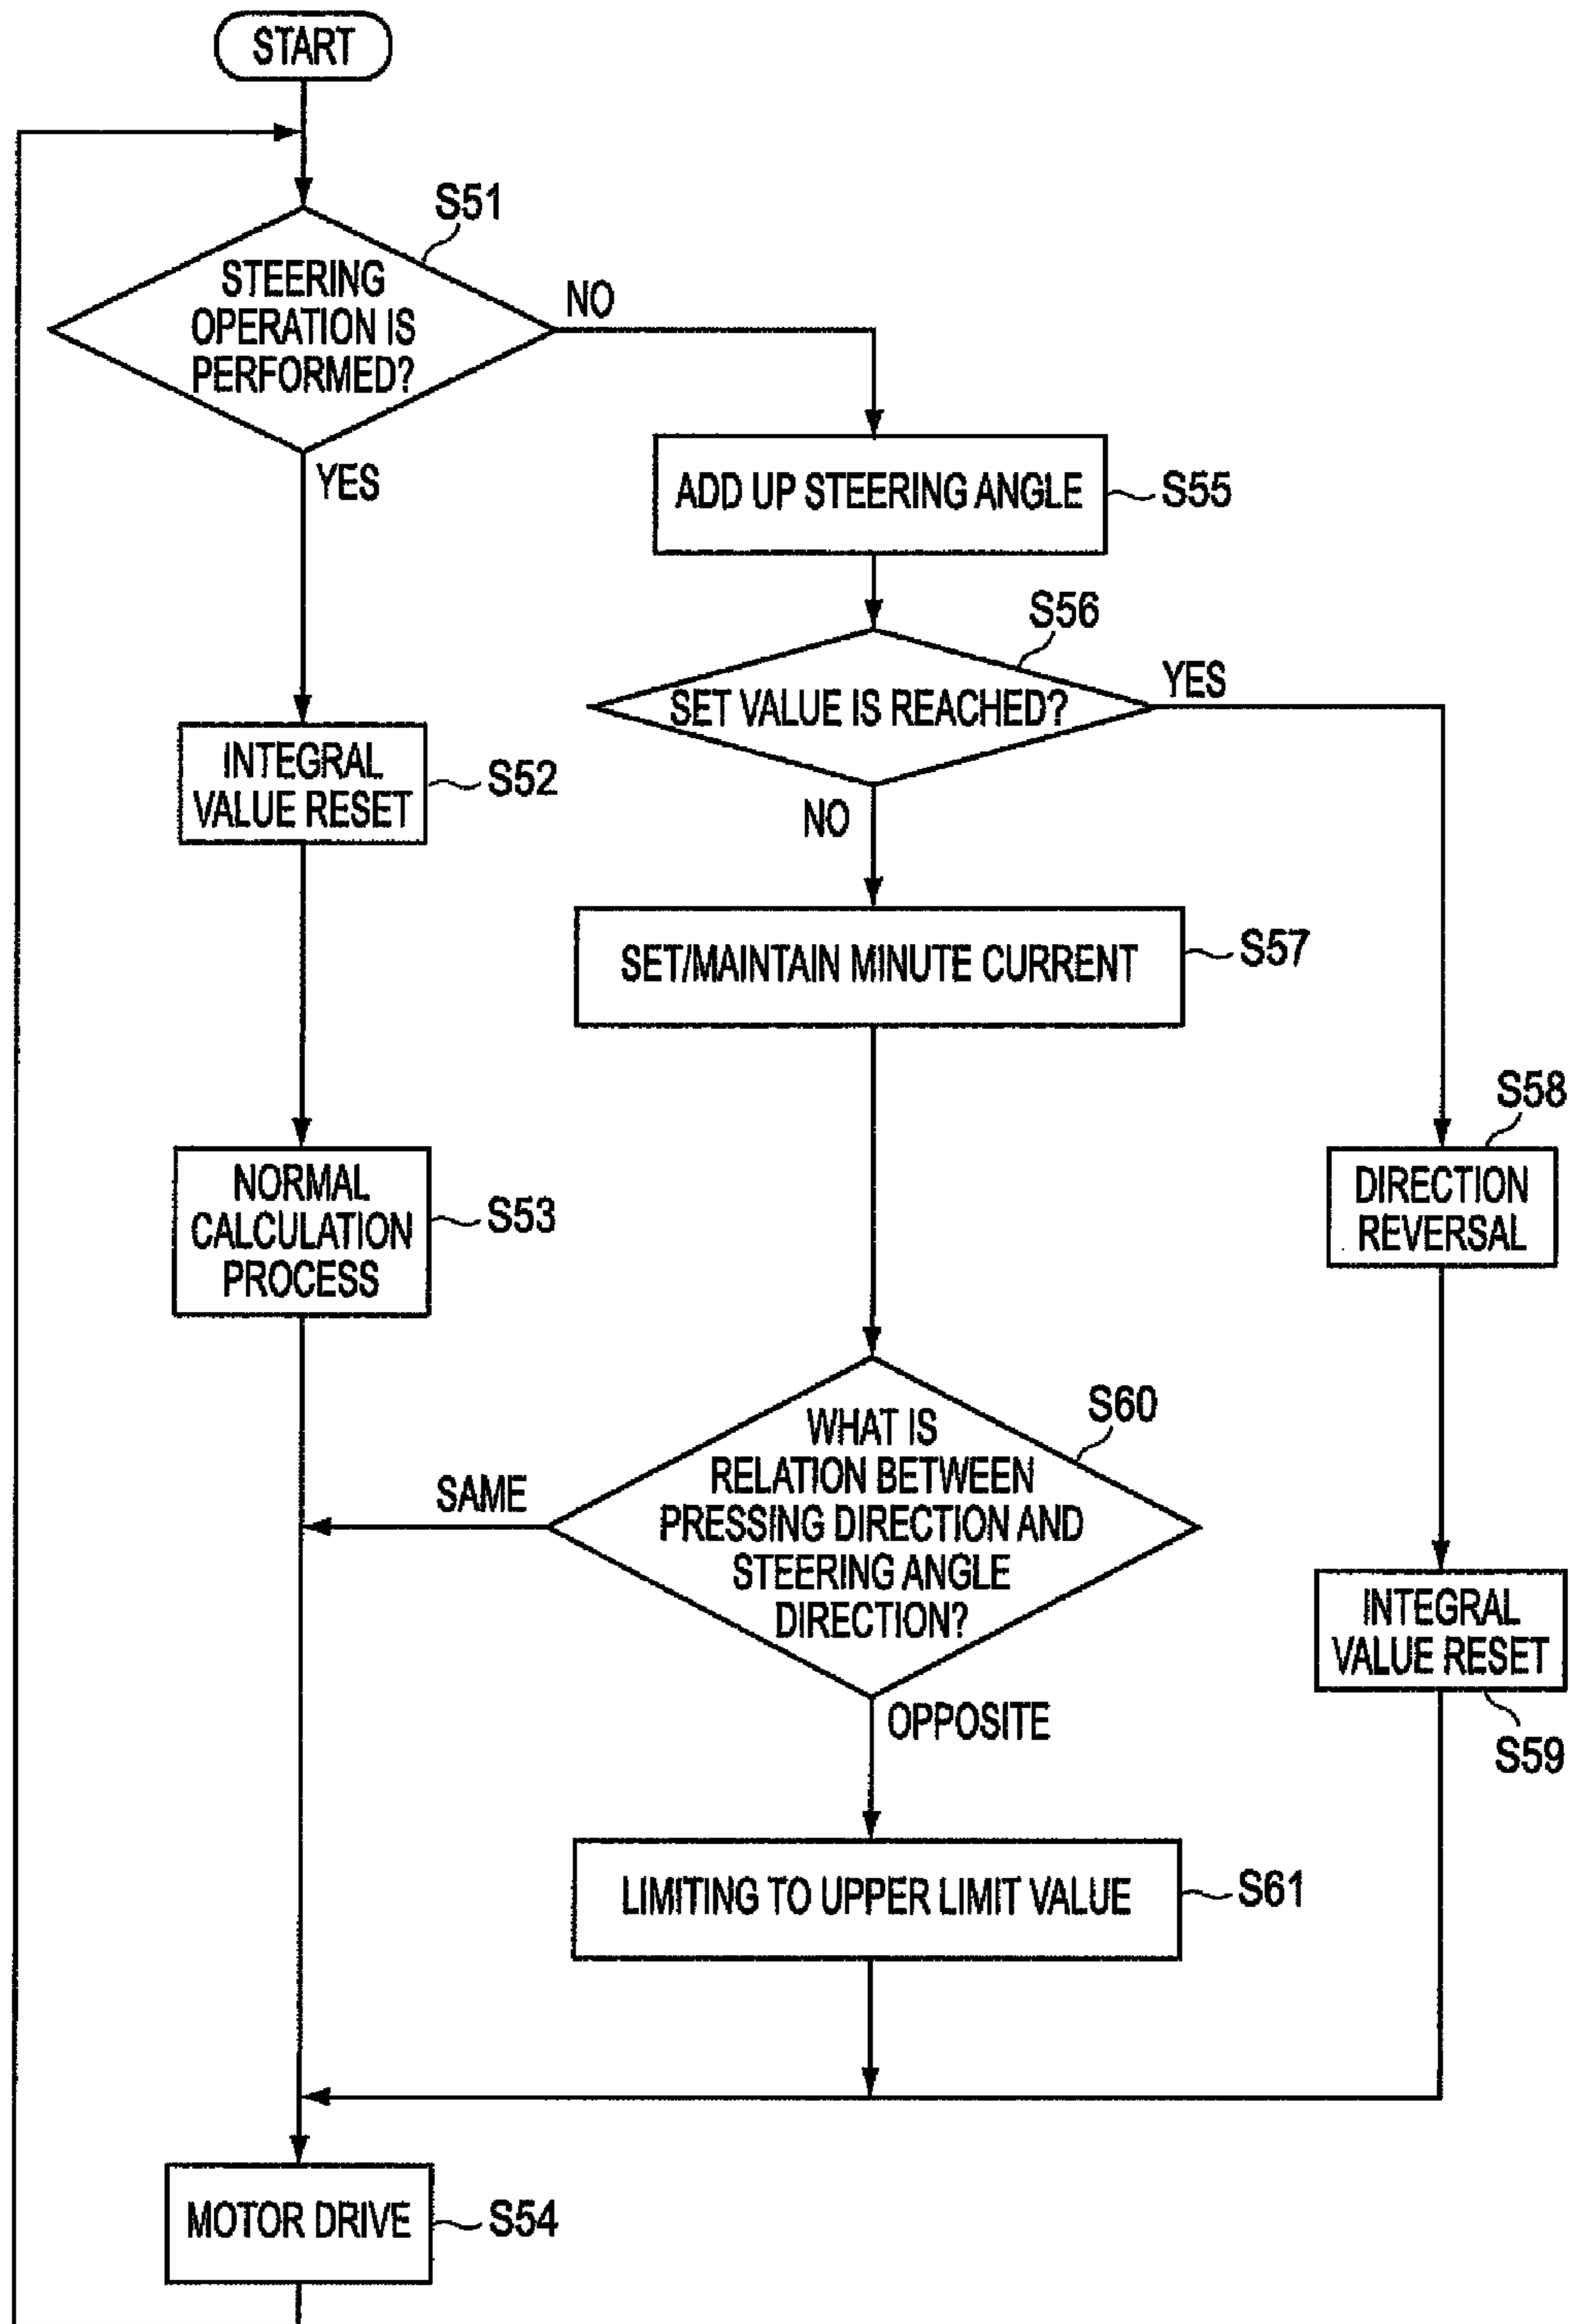 START
S51
STEERING
OPERATION IS
PERFORMED?
NO
YES
ADD UP STEERING ANGLE
S55
S56
SET VALUE IS REACHED?
YES
NO
INTEGRAL
VALUE RESET
S52
SET/MAINTAIN MINUTE CURRENT
S57
S58
DIRECTION
REVERSAL
NORMAL
CALCULATION
PROCESS
S53
S60
WHAT IS
RELATION BETWEEN
PRESSING DIRECTION AND
STEERING ANGLE
DIRECTION?
SAME
OPPOSITE
INTEGRAL
VALUE RESET
S59
LIMITING TO UPPER LIMIT VALUE
S61
MOTOR DRIVE
S54